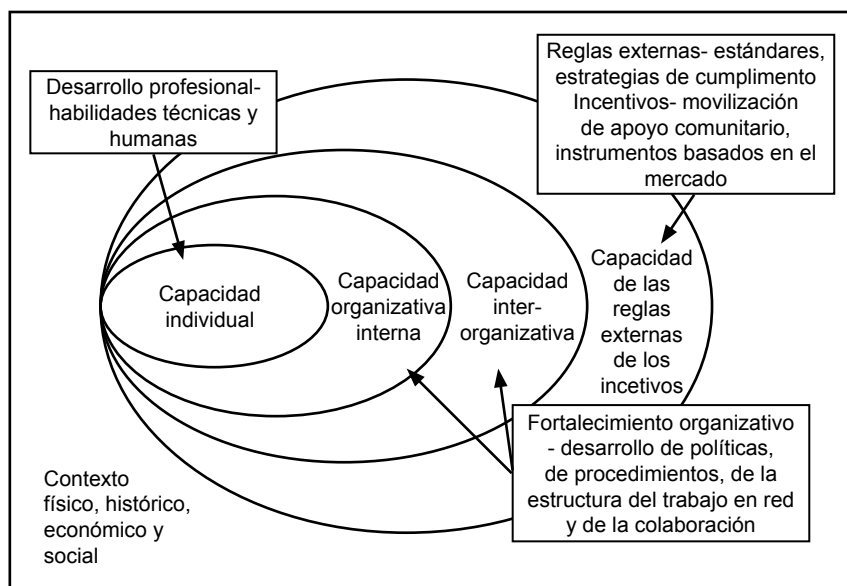 Desarrollo profesional-
habilidades técnicas y
humanas
Reglas externas- estándares,
estrategias de cumplimento
Incentivos- movilización
de apoyo comunitario,
instrumentos basados en el
mercado
Capacidad
individual
Capacidad
organizativa
interna
Capacidad
inter-
organizativa
Capacidad
de las
reglas
externas
de los
incetivos
Fortalecimiento organizativo
- desarrollo de políticas,
de procedimientos, de la
estructura del trabajo en red
y de la colaboración
Contexto
físico, histórico,
económico y
social